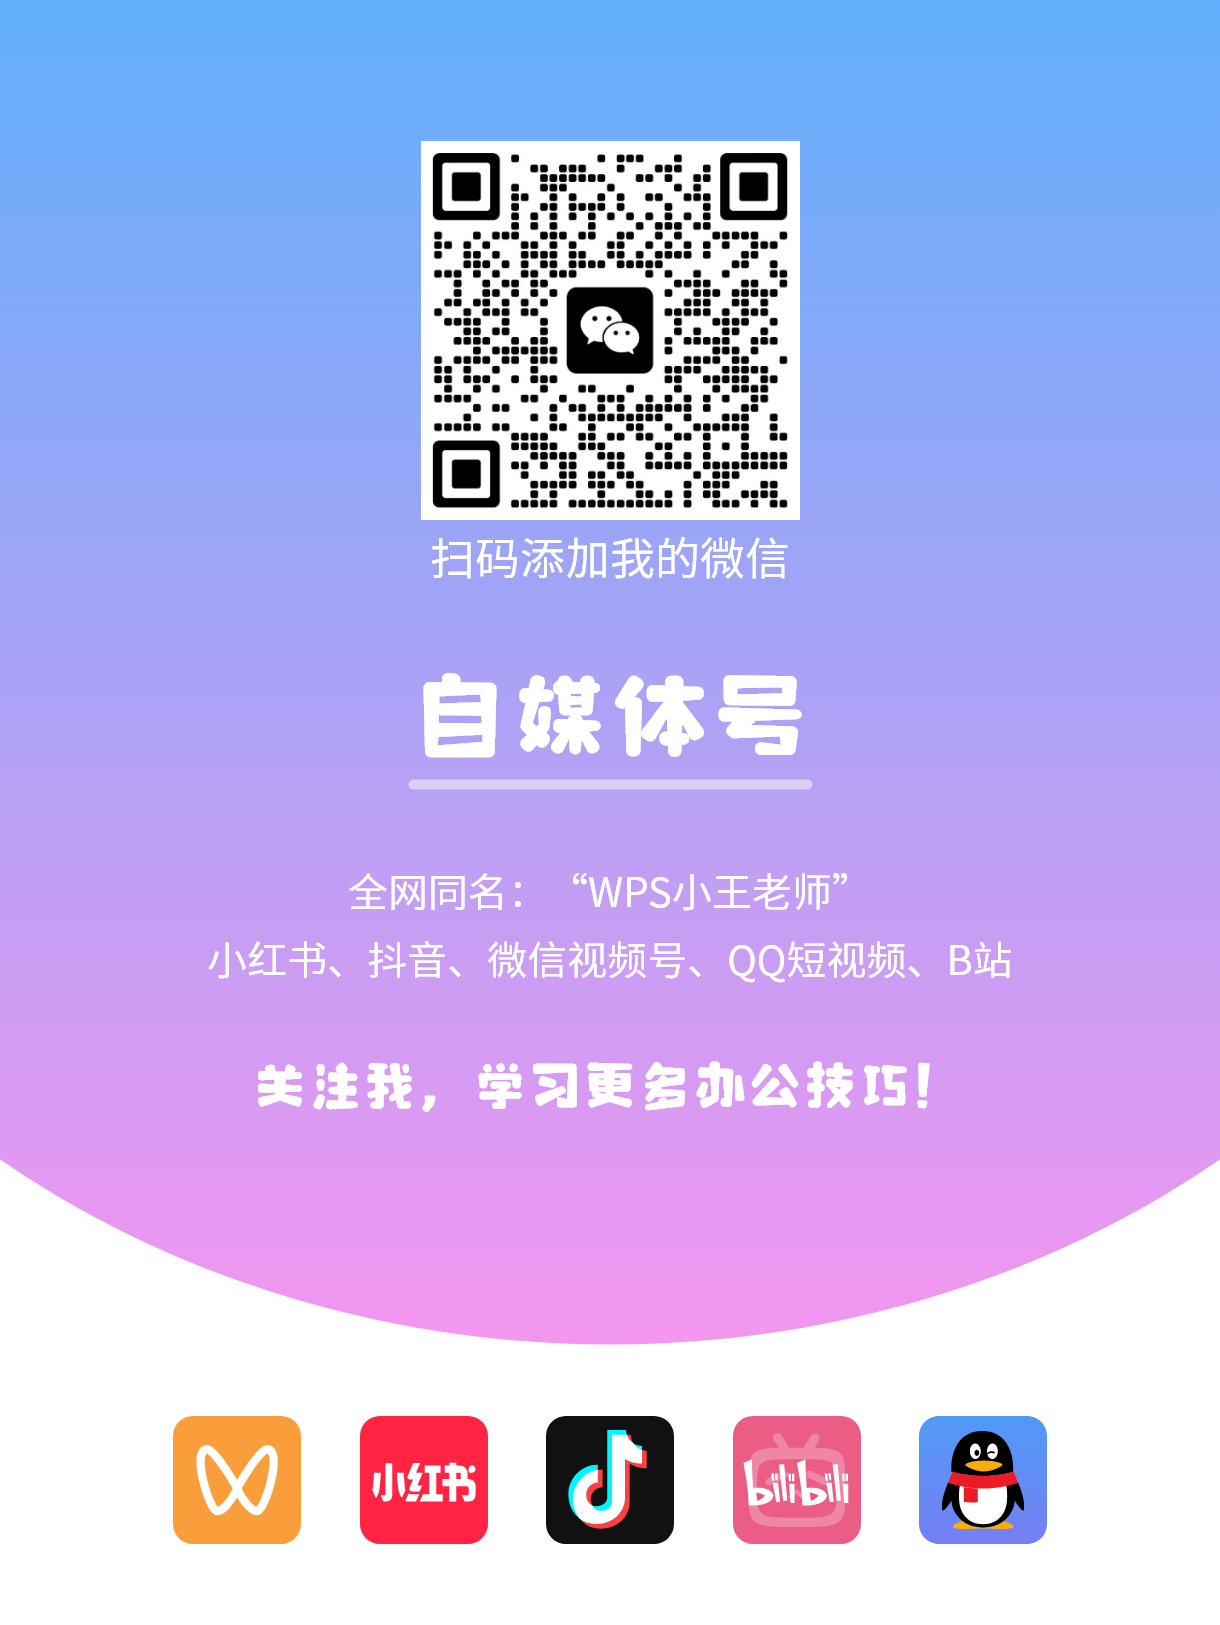 扫码添加我的微信
自媒体号
全网同名：“WPS小王老师”
小红书、抖音、微信视频号、QQ短视频、B站
关注我，学习更多办公技巧！
小红书
bilibili